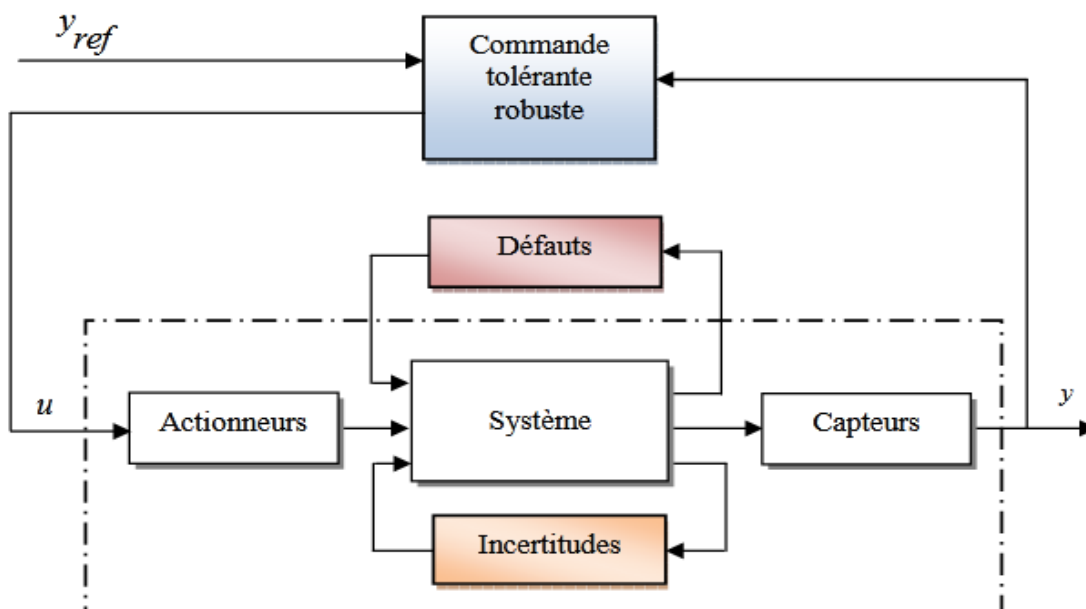 y_ref
Commande
tolérante
robuste
Défauts
u
Actionneurs
Système
Capteurs
y
Incertitudes